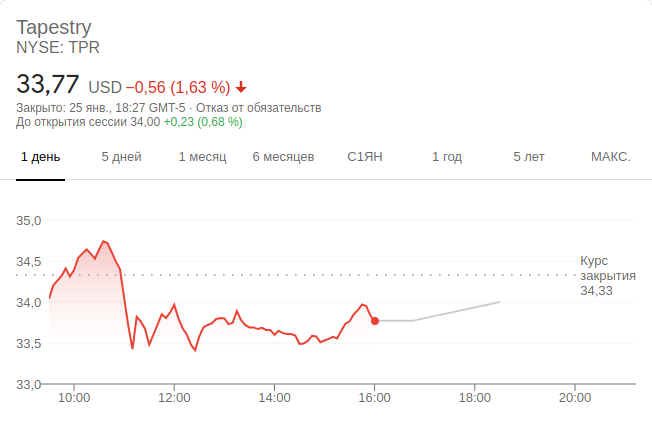 Tapestry
NYSE: TPR
33,77 USD −0,56 (1,63 %)
Закрыто: 25 янв., 18:27 GMT-5 · Отказ от обязательств
До открытия сессии 34,00 +0,23 (0,68 %)
1 день 5 дней 1 месяц 6 месяцев С1ЯН 1 год 5 лет МАКС.
35,0
34,5
34,0
33,5
33,0
Курс
закрытия
34,33
10:00 12:00 14:00 16:00 18:00 20:00